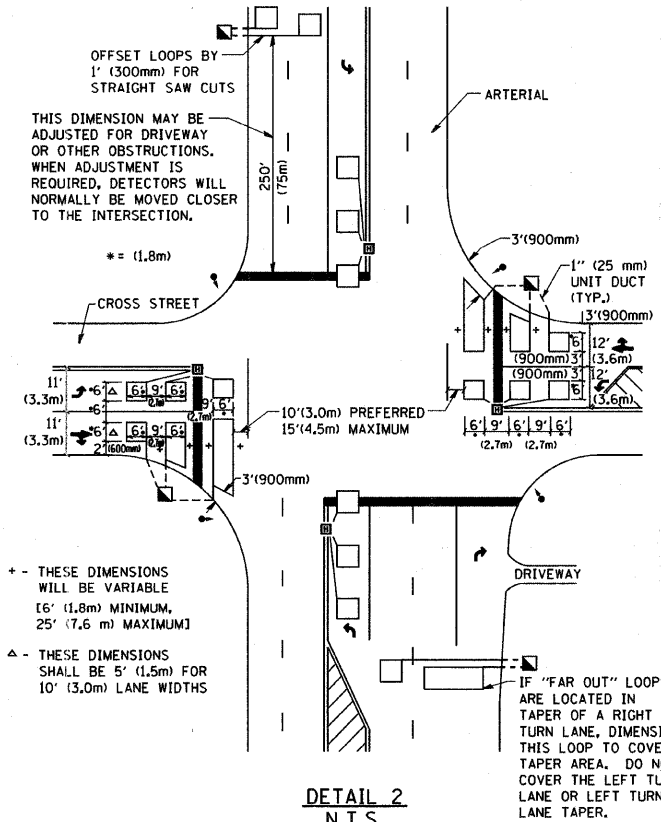 OFFSET LOOPS BY
1' (300mm) FOR
STRAIGHT SAW CUTS
ARTERIAL
THIS DIMENSION MAY BE
ADJUSTED FOR DRIVEWAY
OR OTHER OBSTRUCTIONS.
WHEN ADJUSTMENT IS
REQUIRED, DETECTORS WILL
NORMALLY BE MOVED CLOSER
TO THE INTERSECTION.
250'
(75m)
* = (1.8m)
H
3'(900mm)
1" (25 mm)
UNIT DUCT
(TYP.)
CROSS STREET
3'(900mm)
*6'
12'
(3.6m)
(900mm) 3'
(900mm) 3'
12'
(3.6m)
*6'
H
H
11'
(3.3m)
*6' △
6' 9' 6'
(2.7m)
*6'
9' 6'
(2.7m)
11'
(3.3m)
*6' △
6' 9' 6'
(2.7m)
2' (600mm)
10'(3.0m) PREFERRED
15'(4.5m) MAXIMUM
6' 9' 6' 9' 6'
(2.7m) (2.7m)
3'(900mm)
H
+ - THESE DIMENSIONS
WILL BE VARIABLE
[6' (1.8m) MINIMUM,
25' (7.6 m) MAXIMUM]
△ - THESE DIMENSIONS
SHALL BE 5' (1.5m) FOR
10' (3.0m) LANE WIDTHS
DRIVEWAY
IF "FAR OUT" LOOP
ARE LOCATED IN
TAPER OF A RIGHT
TURN LANE, DIMENSI
THIS LOOP TO COVE
TAPER AREA. DO N
COVER THE LEFT TU
LANE OR LEFT TURN
LANE TAPER.
DETAIL 2
N.T.S.